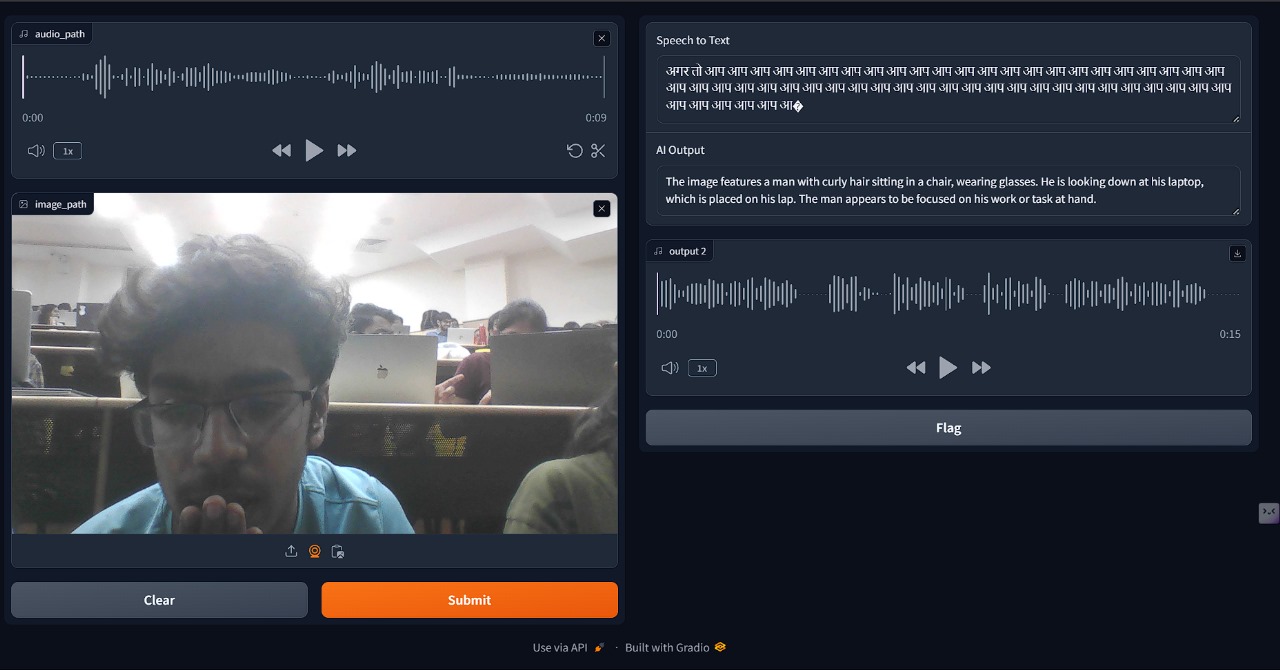 audio_path
0:00
0:09
1x
image_path
Clear
Submit
Speech to Text
अगर तो आप आप आप आप आप आप आप आप आप आप आप आप आप आप आप आप आप आप आप आप आप आप आप
आप आप आप आप आप आप आप आप आप आप आप आप आप आप आप आप आप आप आप आप आप आप आप आप आप
आप आप आप आप आप आ�
AI Output
The image features a man with curly hair sitting in a chair, wearing glasses. He is looking down at his laptop,
which is placed on his lap. The man appears to be focused on his work or task at hand.
output 2
0:00
0:15
1x
Flag
Use via API · Built with Gradio